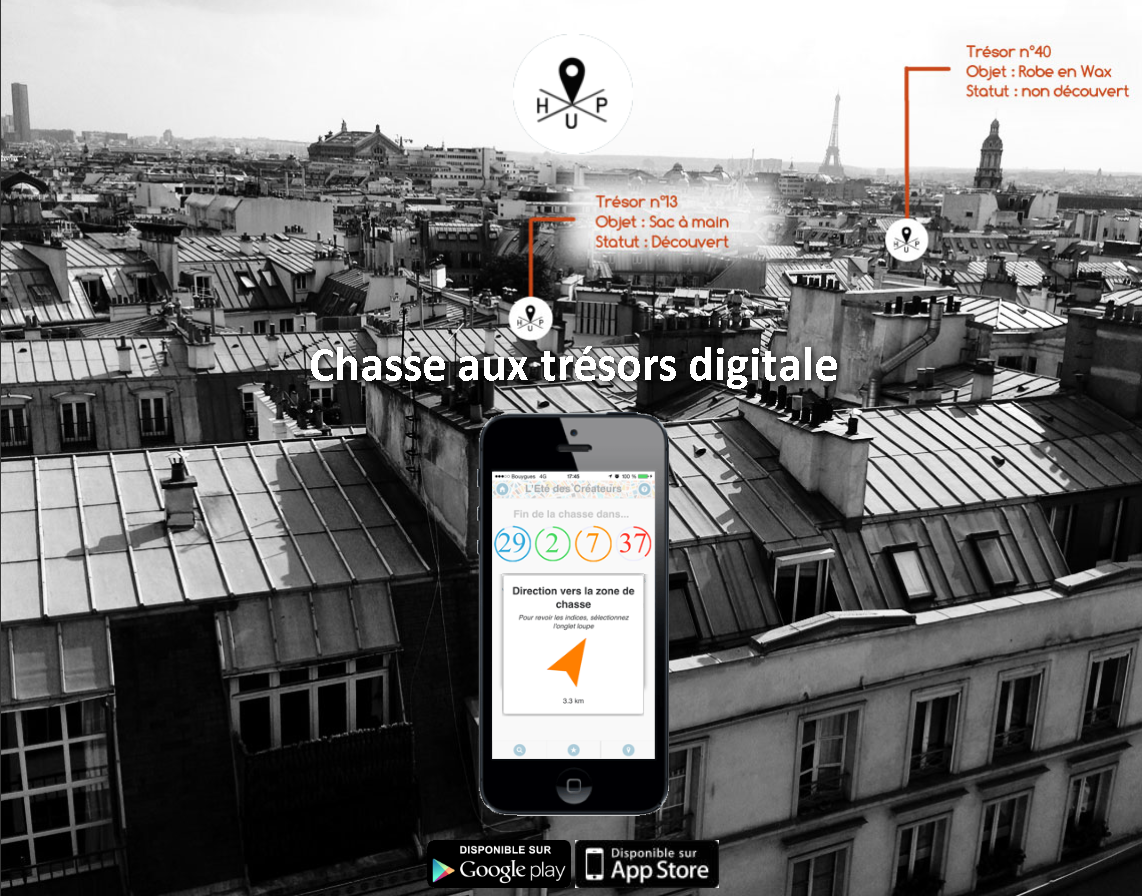 H P
U
Trésor n°40
Objet : Robe en Wax
Statut : non découvert
Trésor n°13
Objet : Sac à main
Statut : Découvert
H P
U
H P
U
Chasse aux trésors digitale
Bouygues 4G 17:45 100 %
L'Eté des Créateurs
Fin de la chasse dans...
29 2 7 37
Direction vers la zone de
chasse
Pour revoir les indices, sélectionnez
l'onglet loupe
3.3 km
DISPONIBLE SUR
Google play
Disponible sur
App Store